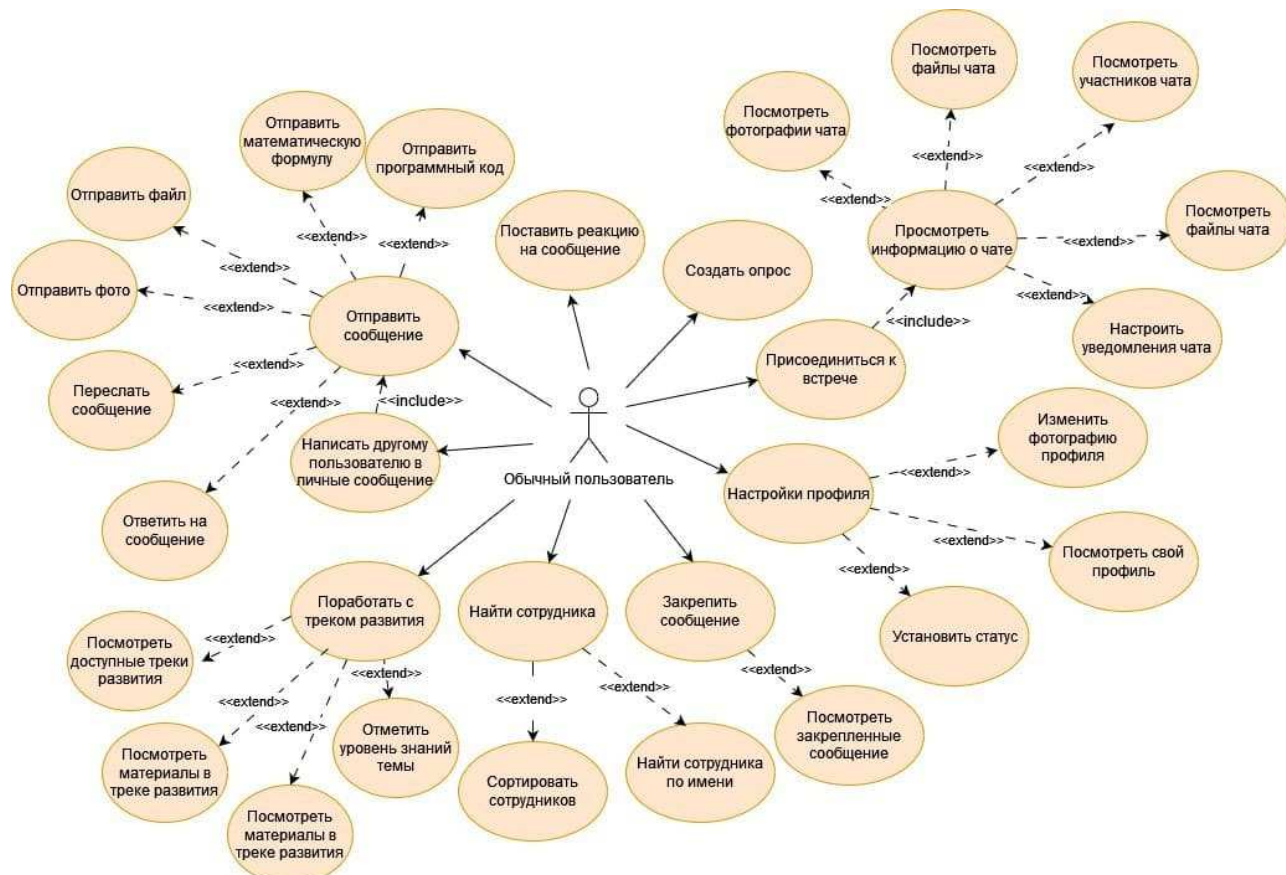 Посмотреть
файлы чата
Посмотреть
участников чата
Отправить
математическую
формулу
Посмотреть
фотографии чата
Отправить
программный код
<<extend>>
<<extend>>
Отправить файл
<<extend>>
<<extend>>
<<extend>>
Поставить реакцию
на сообщение
Просмотреть
информацию о чате
<<extend>>
Посмотреть
файлы чата
<<extend>>
Создать опрос
Отправить фото
<<extend>>
<<extend>>
Отправить
сообщение
<<include>>
Настроить
уведомления чата
<<extend>>
Присоединиться к
встрече
Переслать
сообщение
<<extend>>
<<include>>
Изменить
фотографию
профиля
Написать другому
пользователю в
личные сообщение
<<extend>>
Обычный пользователь
Настройки профиля
Ответить на
сообщение
<<extend>>
Посмотреть свой
профиль
<<extend>>
Поработать с
треком развития
Найти сотрудника
Закрепить
сообщение
Установить статус
<<extend>>
Посмотреть
доступные треки
развития
<<extend>>
<<extend>>
<<extend>>
<<extend>>
<<extend>>
<<extend>>
Отметить
уровень знаний
темы
Посмотреть
закрепленные
сообщение
Посмотреть
материалы в
треке развития
Сортировать
сотрудников
Найти сотрудника
по имени
Посмотреть
материалы в
треке развития